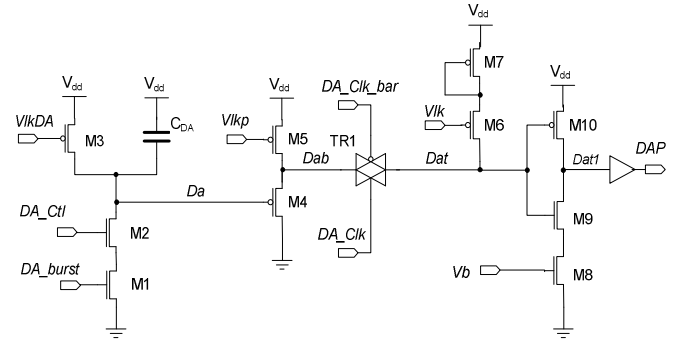 Vdd
M7
Vdd
Vdd
Vdd
DA_Clk_bar
Vdd
VlkDA
M3
CDA
Vlkp
M5
TR1
Vlk
M6
M10
DAP
Dab
Dat
Dat1
Da
M4
DA_Ctl
M2
DA_Clk
M9
DA_burst
M1
Vb
M8